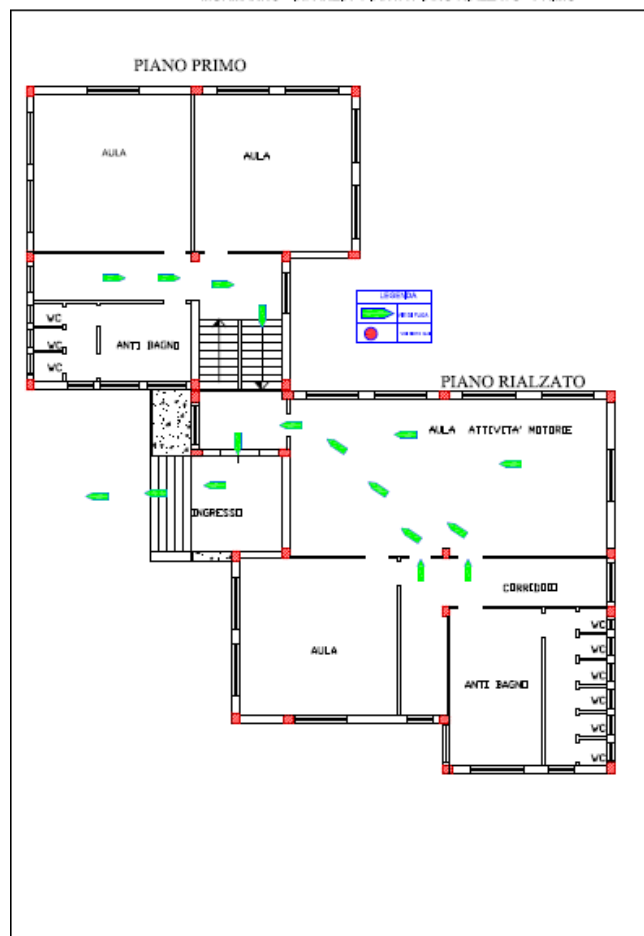 PIANO PRIMO
AULA
AULA
WC
WC
WC
ANTI BAGNO
LEGENDA
PIANO RIALZATO
AULA ATTIVITA' MOTORIE
INGRESSO
CORRIDOIO
AULA
ANTI BAGNO
WC
WC
WC
WC
WC
WC